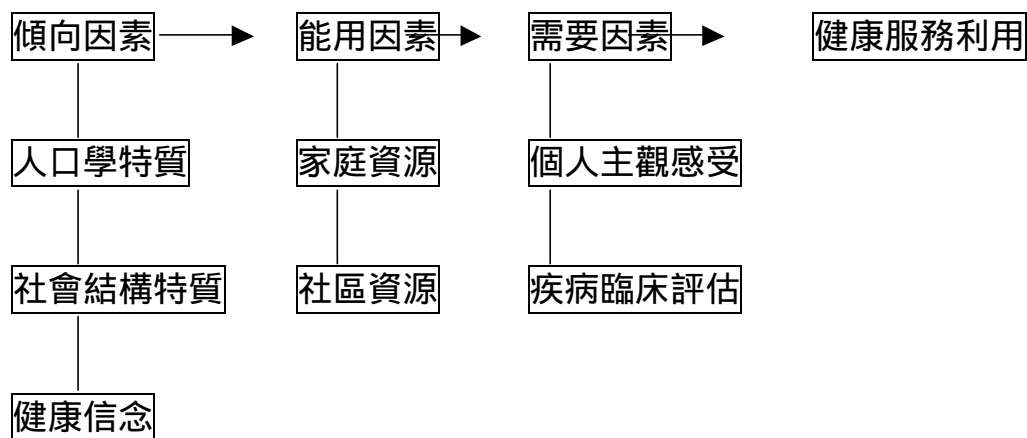 傾向因素 能用因素 需要因素 健康服務利用
人口學特質 家庭資源 個人主觀感受
社會結構特質 社區資源 疾病臨床評估
健康信念